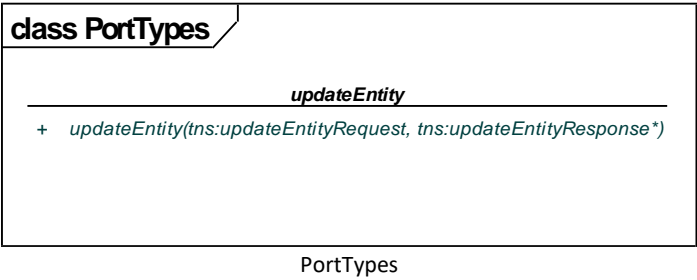 class PortTypes
updateEntity
+ updateEntity(tns:updateEntityRequest, tns:updateEntityResponse*)
PortTypes